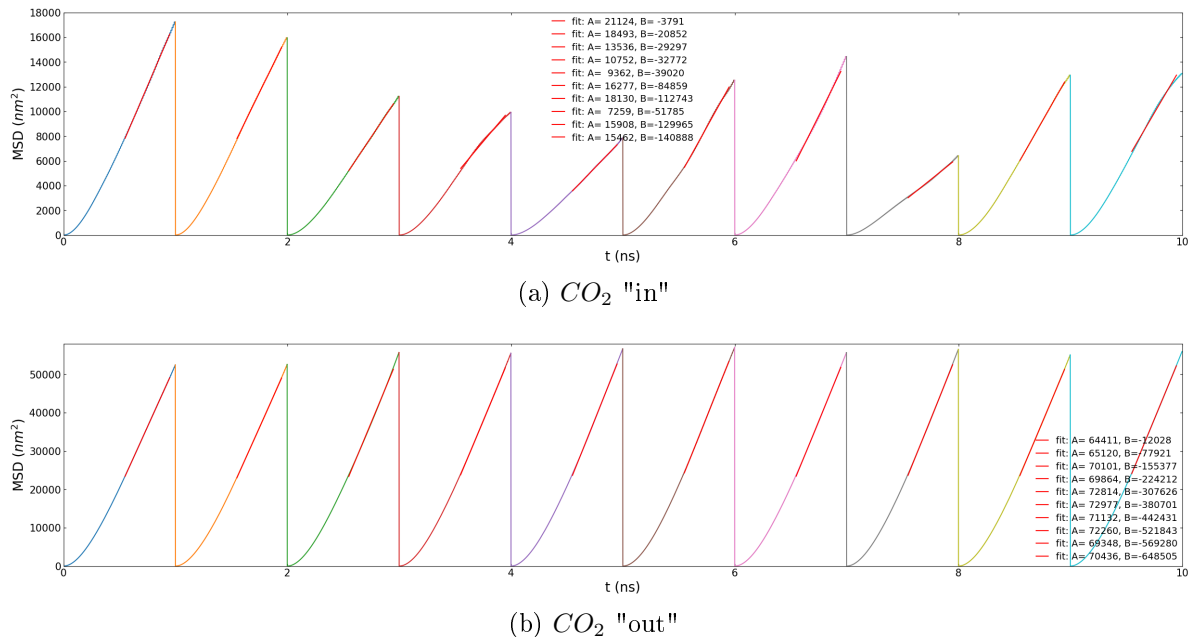 18000
16000
14000
12000
10000
8000
6000
4000
2000
0
MSD (nm²)
fit: A= 21124, B= -3791
fit: A= 18493, B=-20852
fit: A= 13536, B=-29297
fit: A= 10752, B=-32772
fit: A= 9362, B=-39020
fit: A= 16277, B=-84859
fit: A= 18130, B=-112743
fit: A= 7259, B=-51785
fit: A= 15908, B=-129965
fit: A= 15462, B=-140888
0 2 4 6 8 10
t (ns)
(a) CO₂ "in"
50000
40000
30000
20000
10000
0
MSD (nm²)
fit: A= 64411, B=-12028
fit: A= 65120, B=-77921
fit: A= 70101, B=-155377
fit: A= 69864, B=-224212
fit: A= 72814, B=-307626
fit: A= 72977, B=-380701
fit: A= 71132, B=-442431
fit: A= 72260, B=-521843
fit: A= 69348, B=-569280
fit: A= 70436, B=-648505
0 2 4 6 8 10
t (ns)
(b) CO₂ "out"